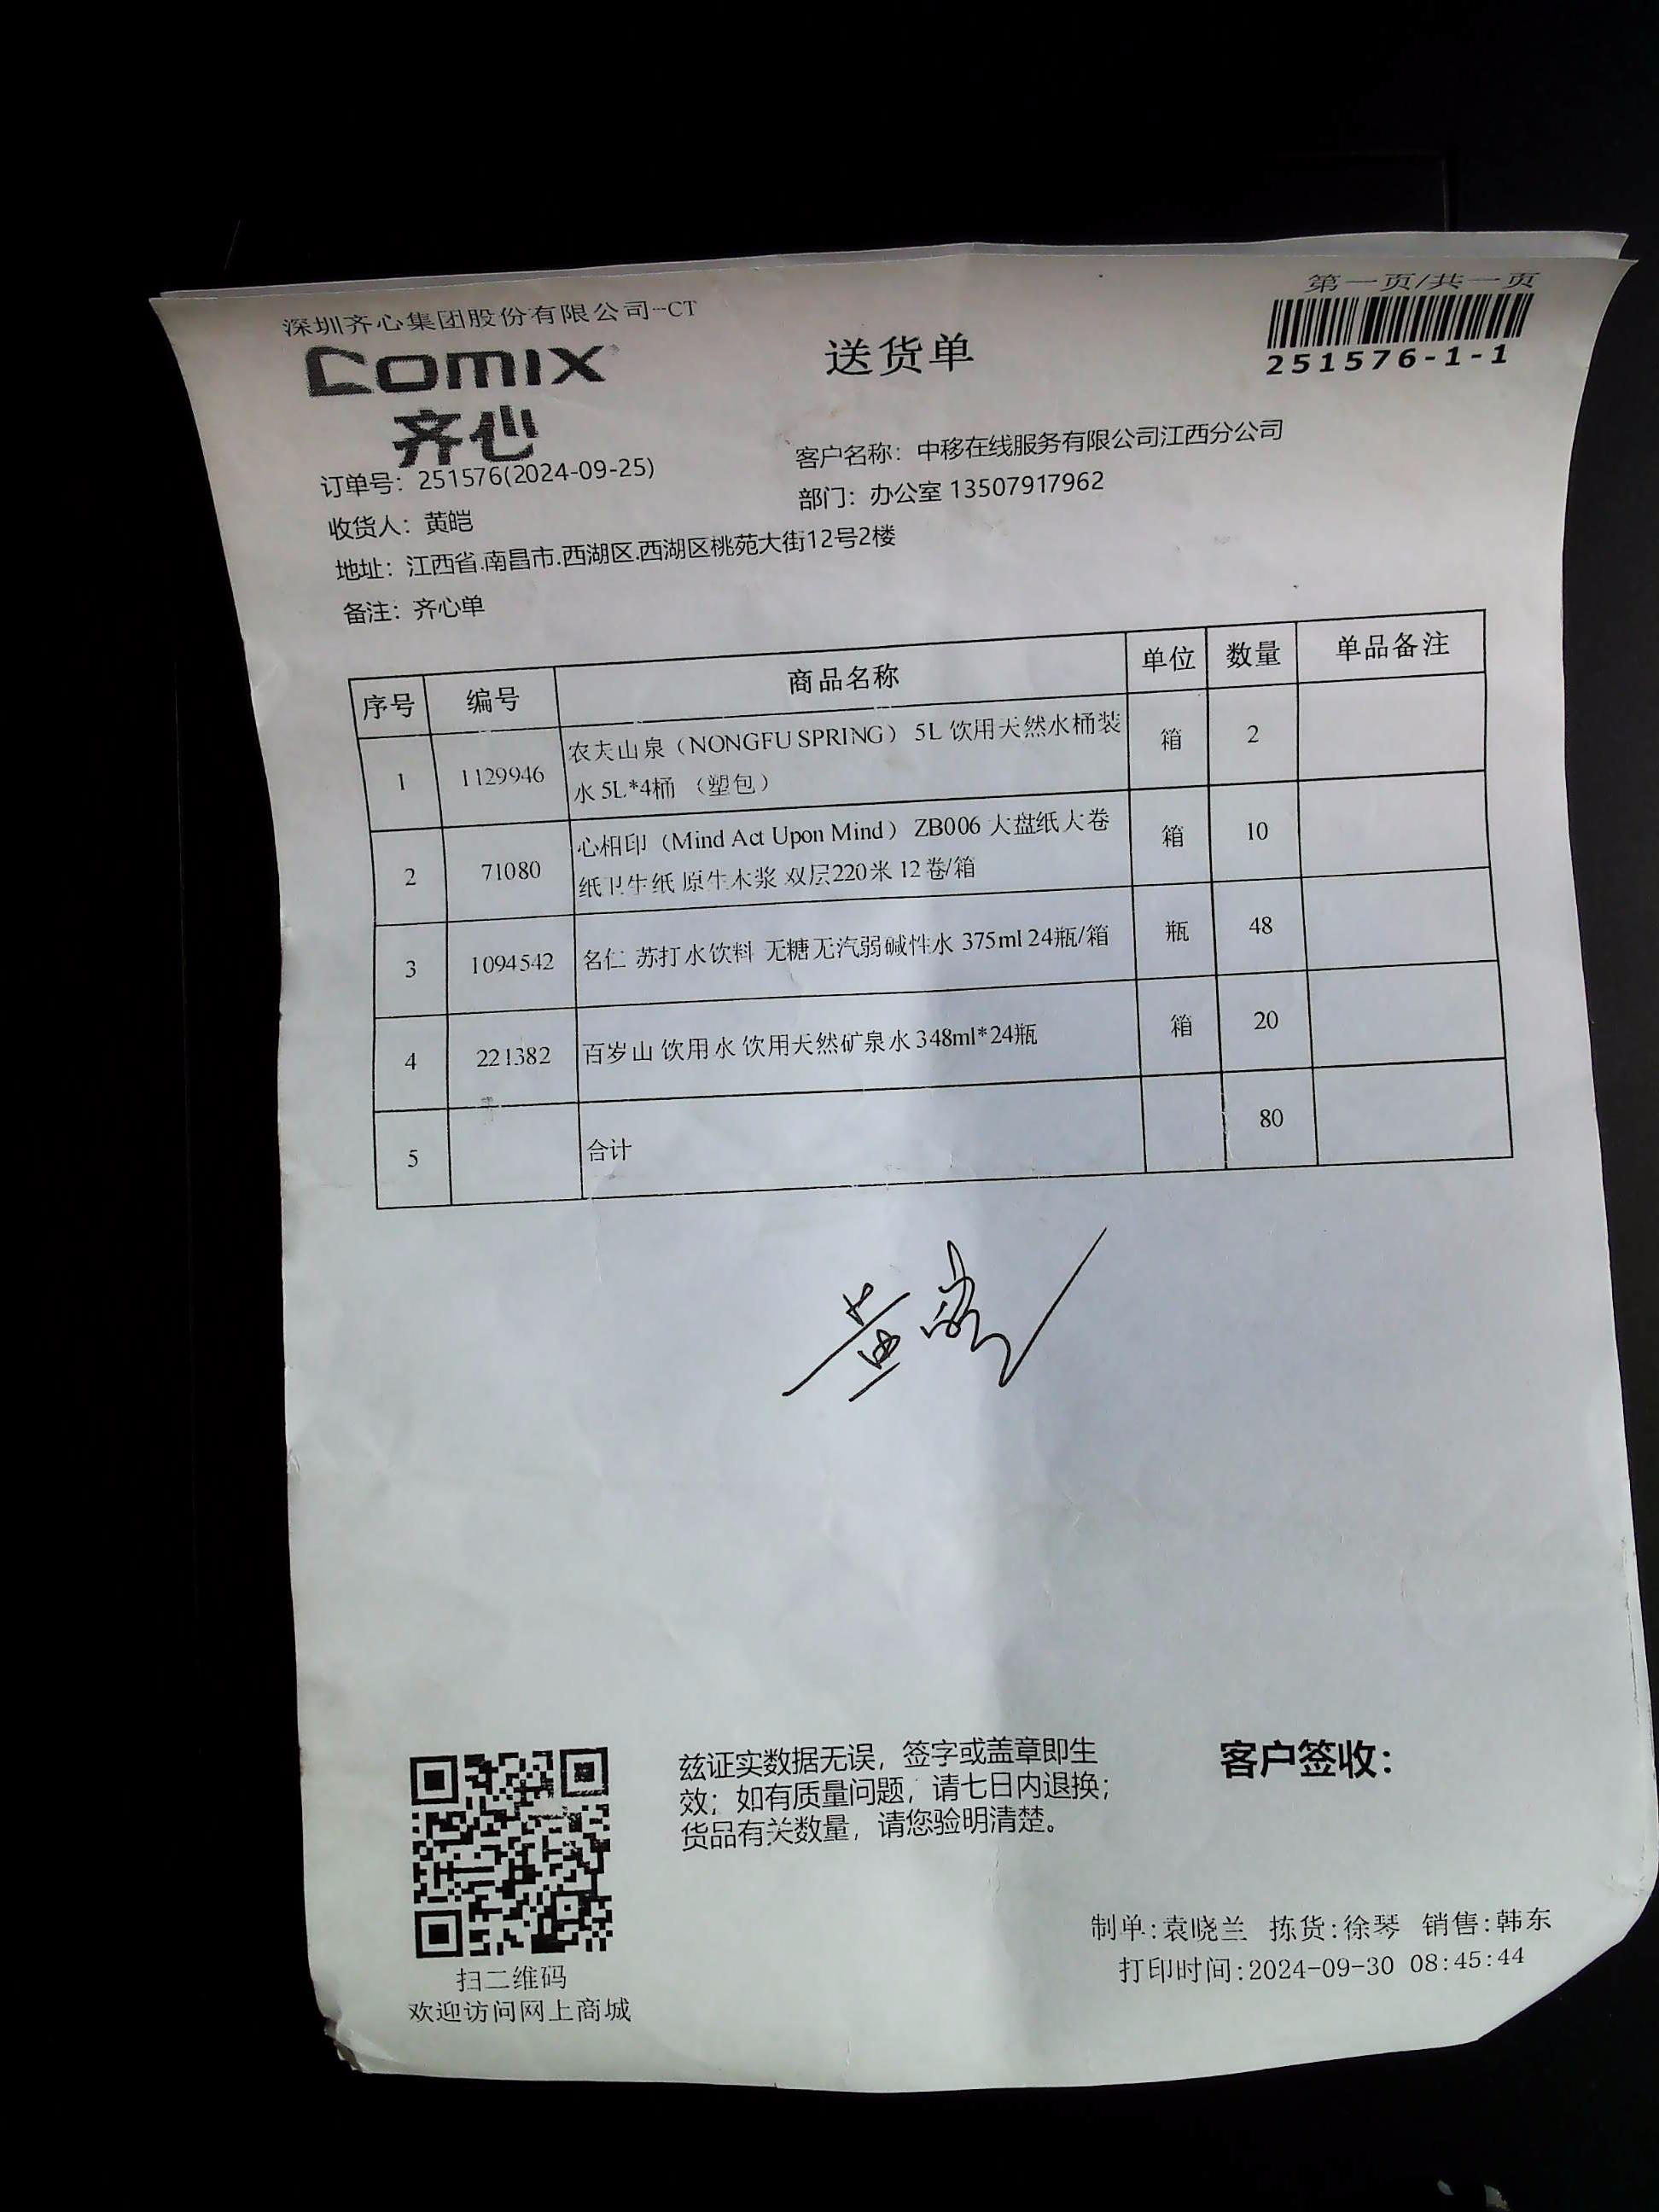 第一页/共一页
深圳齐心集团股份有限公司--CT
COMIX
齐心
送货单
251576-1-1
订单号：251576(2024-09-25)
客户名称：中移在线服务有限公司江西分公司
收货人：黄皑
部门：办公室 13507917962
地址：江西省.南昌市.西湖区.西湖区桃苑大街12号2楼
备注：齐心单
序号 编号 商品名称 单位 数量 单品备注
1 1129946 农夫山泉（NONGFU SPRING） 5L 饮用天然水桶装 箱 2
水 5L*4桶 （塑包）
2 71080 心相印（Mind Act Upon Mind） ZB006 大盘纸大卷 箱 10
纸卫生纸 原生木浆 双层220米 12卷/箱
3 1094542 名仁 苏打水饮料 无糖无汽弱碱性水 375ml 24瓶/箱 瓶 48
4 221382 百岁山 饮用水 饮用天然矿泉水 348ml*24瓶 箱 20
5 合计 80
黄皑
兹证实数据无误，签字或盖章即生
效；如有质量问题，请七日内退换；
货品有关数量，请您验明清楚。
客户签收：
扫二维码
欢迎访问网上商城
制单:袁晓兰 拣货:徐琴 销售:韩东
打印时间:2024-09-30 08:45:44